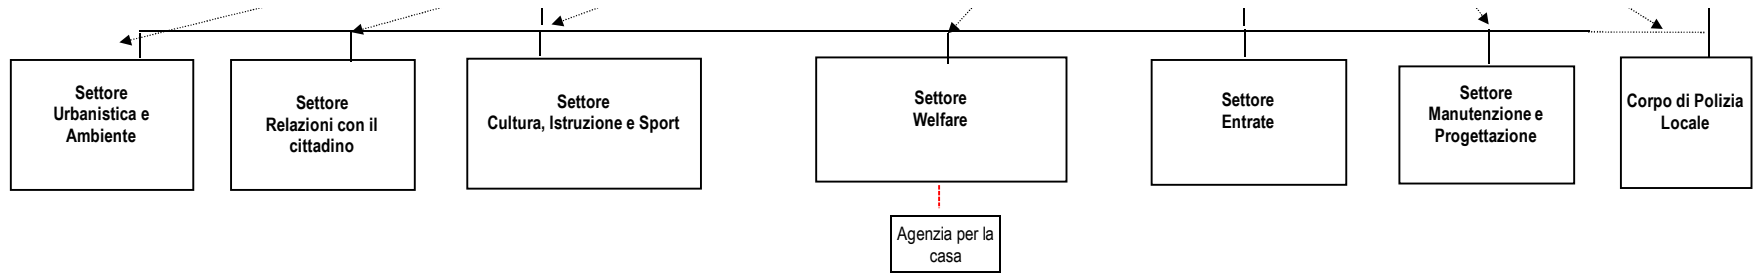 Settore
Urbanistica e
Ambiente
Settore
Relazioni con il
cittadino
Settore
Cultura, Istruzione e Sport
Settore
Welfare
Settore
Entrate
Settore
Manutenzione e
Progettazione
Corpo di Polizia
Locale
Agenzia per la
casa